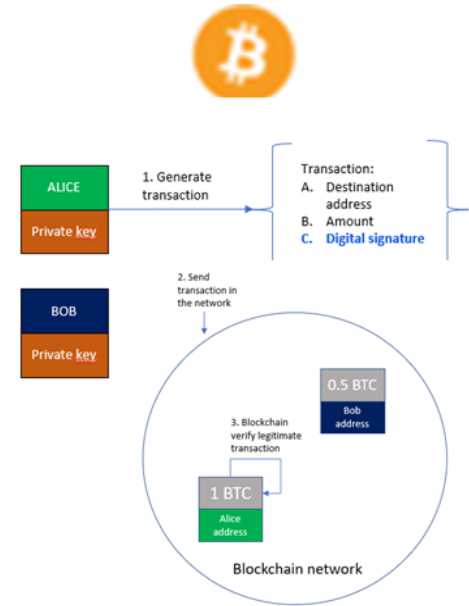 ALICE
Private key
1. Generate
transaction
Transaction:
A. Destination
address
B. Amount
C. Digital signature
BOB
Private key
2. Send
transaction in
the network
0.5 BTC
Bob
address
3. Blockchain
verify legitimate
transaction
1 BTC
Alice
address
Blockchain network